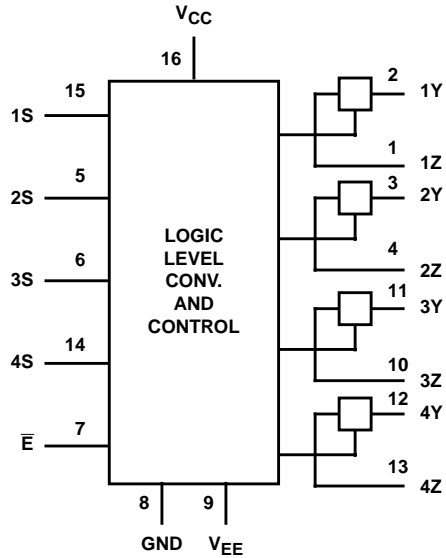 VCC
16
15
1S
5
2S
6
3S
14
4S
7
E̅
LOGIC
LEVEL
CONV.
AND
CONTROL
2
1Y
1
1Z
3
2Y
4
2Z
11
3Y
10
3Z
12
4Y
13
4Z
8
9
GND
VEE